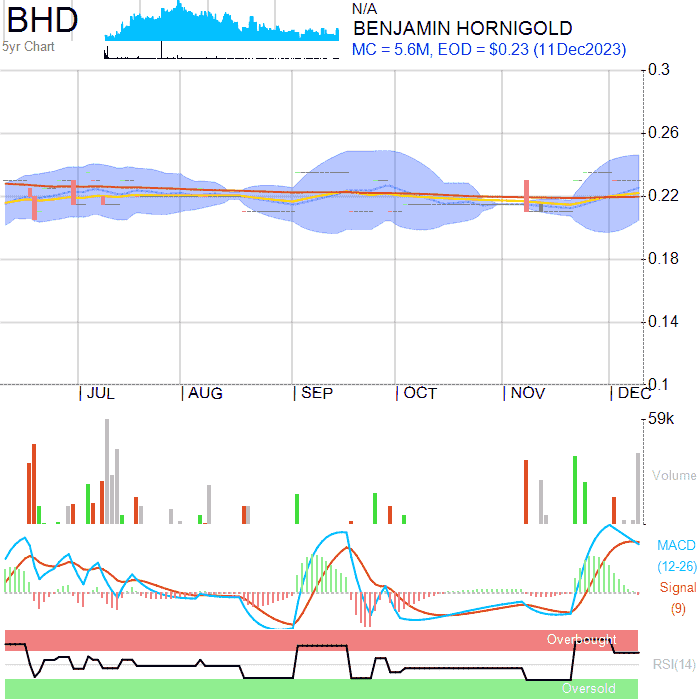 BHD
5yr Chart
N/A
BENJAMIN HORNIGOLD
MC = 5.6M, EOD = $0.23 (11Dec2023)
0.3
0.26
0.22
0.18
0.14
0.1
JUL
AUG
SEP
OCT
NOV
DEC
59k
Volume
MACD
(12-26)
Signal
(9)
Overbought
RSI(14)
Oversold